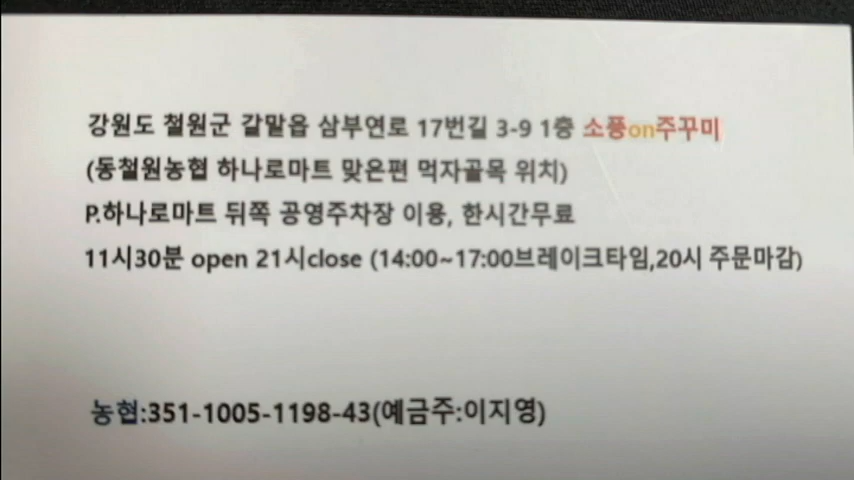 강원도 철원군 갈말읍 삼부연로 17번길 3-9 1층 소풍on주꾸미
(동철원농협 하나로마트 맞은편 먹자골목 위치)
P.하나로마트 뒤쪽 공영주차장 이용, 한시간무료
11시30분 open 21시close (14:00~17:00브레이크타임,20시 주문마감)
농협:351-1005-1198-43(예금주:이지영)